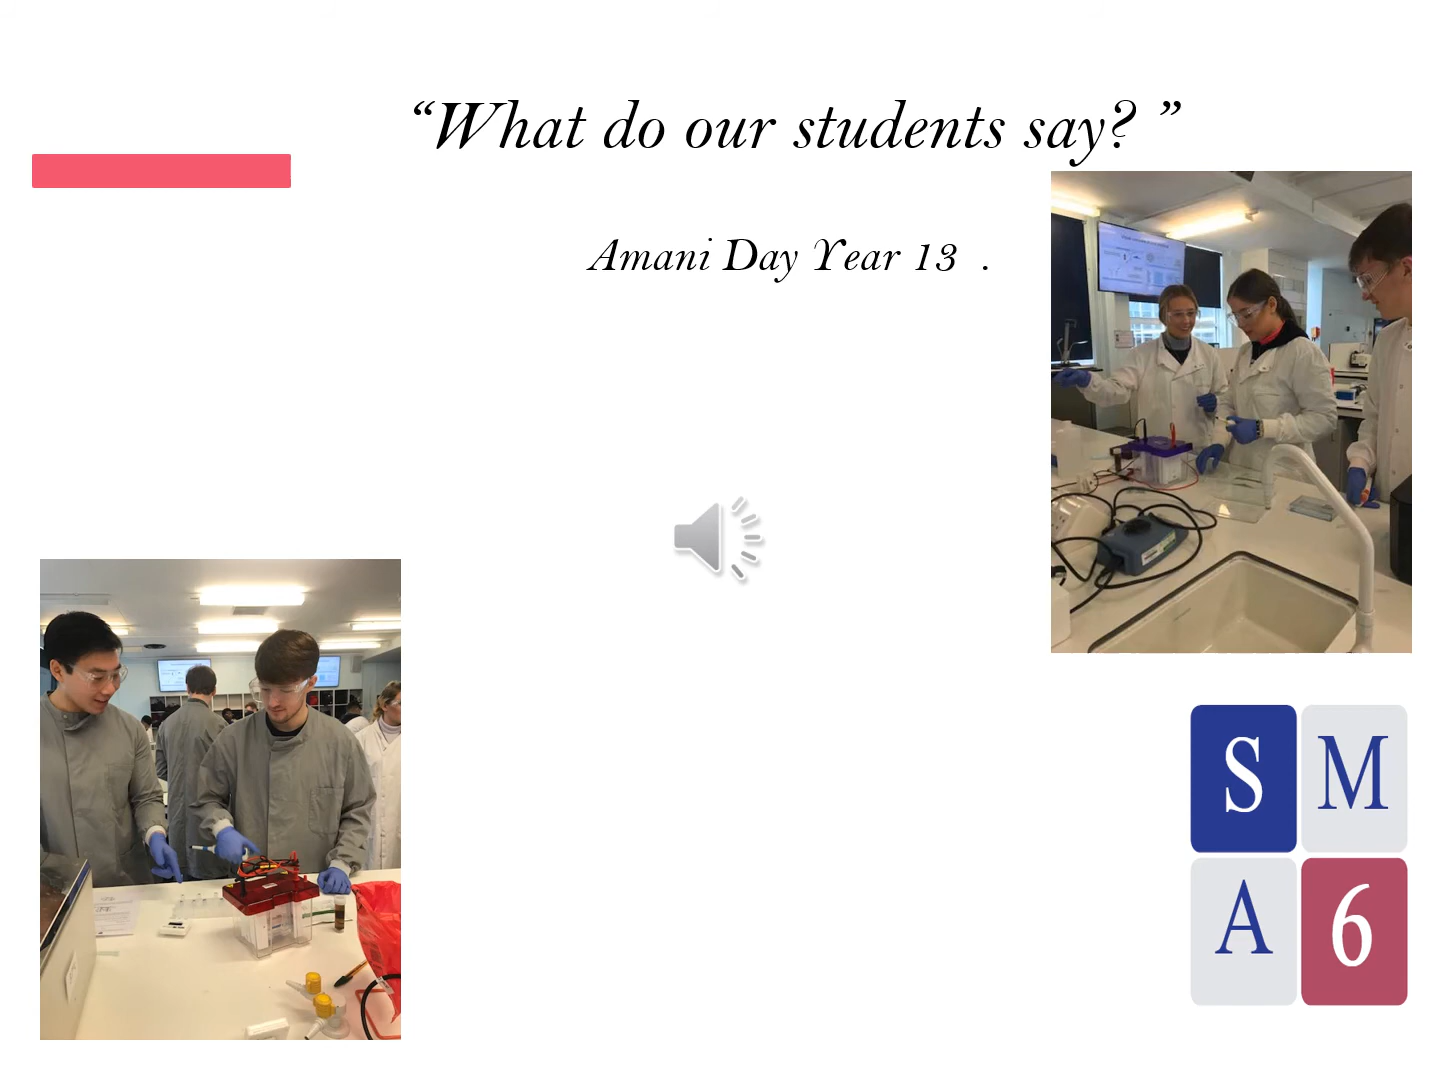 “What do our students say? ”
Amani Day Year 13  .
S M
A 6